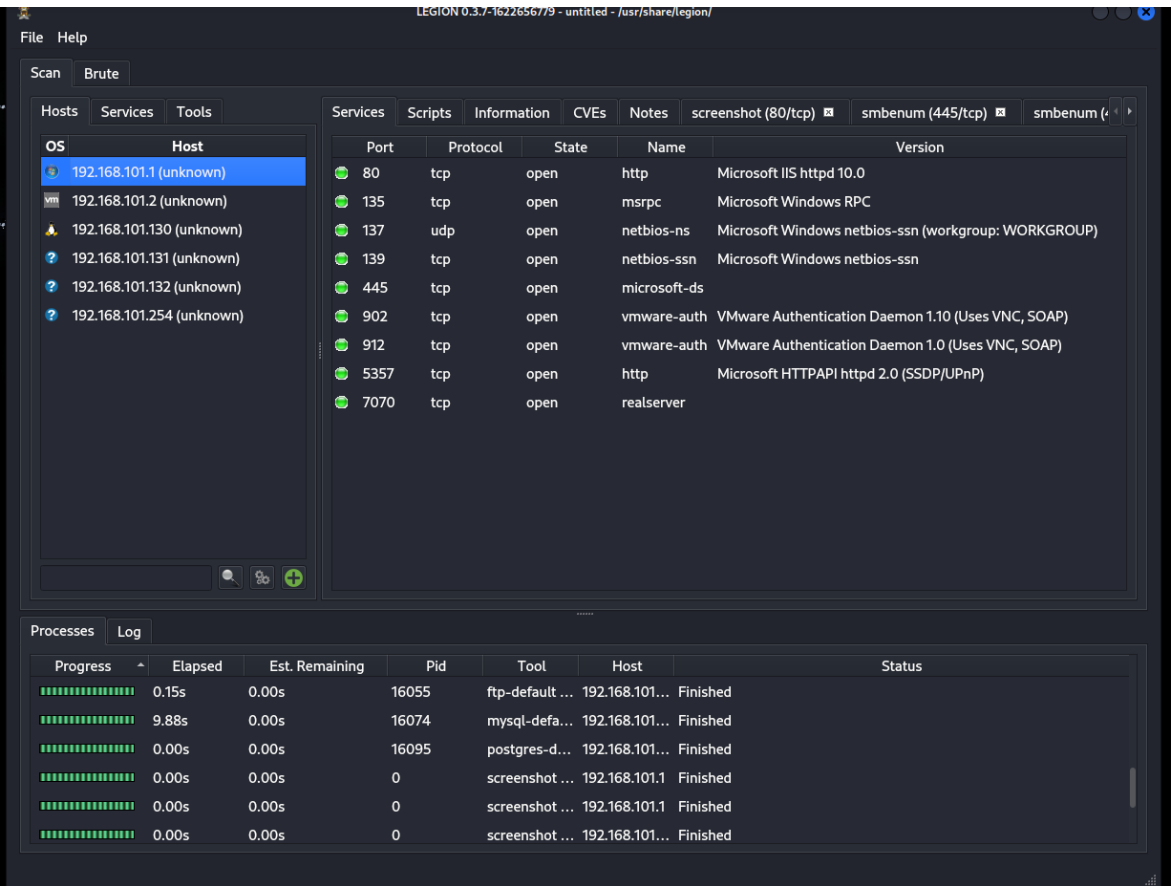 LEGION 0.3.7-1622656779 - untitled - /usr/share/legion/
File Help
Scan Brute
Hosts Services Tools
OS Host
192.168.101.1 (unknown)
vm 192.168.101.2 (unknown)
192.168.101.130 (unknown)
? 192.168.101.131 (unknown)
? 192.168.101.132 (unknown)
? 192.168.101.254 (unknown)
Services Scripts Information CVEs Notes screenshot (80/tcp) smbenum (445/tcp) smbenum (
Port Protocol State Name Version
80 tcp open http Microsoft IIS httpd 10.0
135 tcp open msrpc Microsoft Windows RPC
137 udp open netbios-ns Microsoft Windows netbios-ssn (workgroup: WORKGROUP)
139 tcp open netbios-ssn Microsoft Windows netbios-ssn
445 tcp open microsoft-ds
902 tcp open vmware-auth VMware Authentication Daemon 1.10 (Uses VNC, SOAP)
912 tcp open vmware-auth VMware Authentication Daemon 1.0 (Uses VNC, SOAP)
5357 tcp open http Microsoft HTTPAPI httpd 2.0 (SSDP/UPnP)
7070 tcp open realserver
Processes Log
Progress Elapsed Est. Remaining Pid Tool Host Status
0.15s 0.00s 16055 ftp-default ... 192.168.101... Finished
9.88s 0.00s 16074 mysql-defa... 192.168.101... Finished
0.00s 0.00s 16095 postgres-d... 192.168.101... Finished
0.00s 0.00s 0 screenshot ... 192.168.101.1 Finished
0.00s 0.00s 0 screenshot ... 192.168.101.1 Finished
0.00s 0.00s 0 screenshot ... 192.168.101... Finished